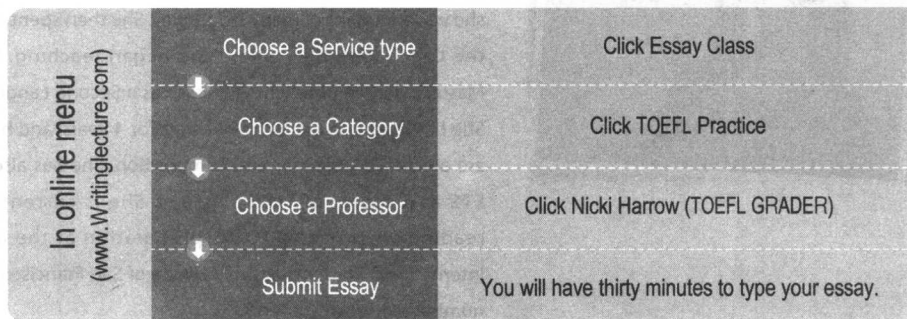 In online menu
(www.Writinglecture.com)
Choose a Service type
Click Essay Class
Choose a Category
Click TOEFL Practice
Choose a Professor
Click Nicki Harrow (TOEFL GRADER)
Submit Essay
You will have thirty minutes to type your essay.